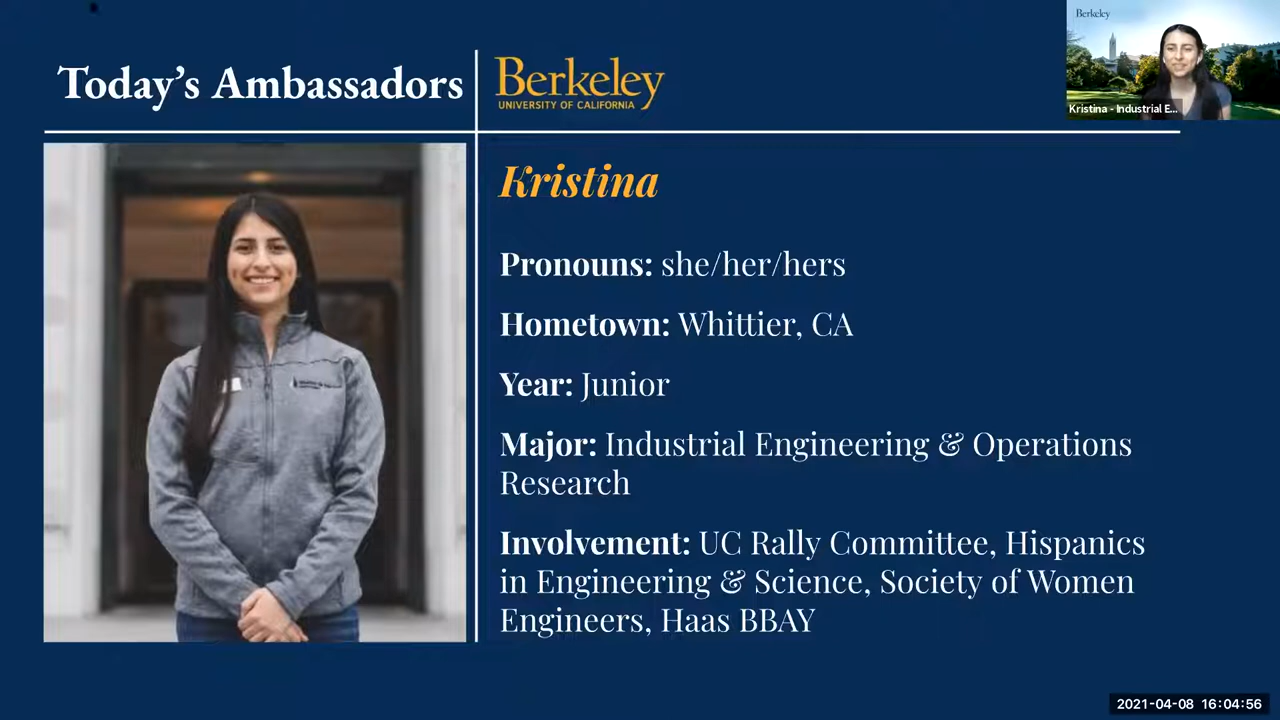 Today's Ambassadors
Berkeley
UNIVERSITY OF CALIFORNIA
Berkeley
Kristina - Industrial E...
Kristina
Pronouns: she/her/hers
Hometown: Whittier, CA
Year: Junior
Major: Industrial Engineering & Operations
Research
Involvement: UC Rally Committee, Hispanics
in Engineering & Science, Society of Women
Engineers, Haas BBAY
2021-04-08 16:04:56